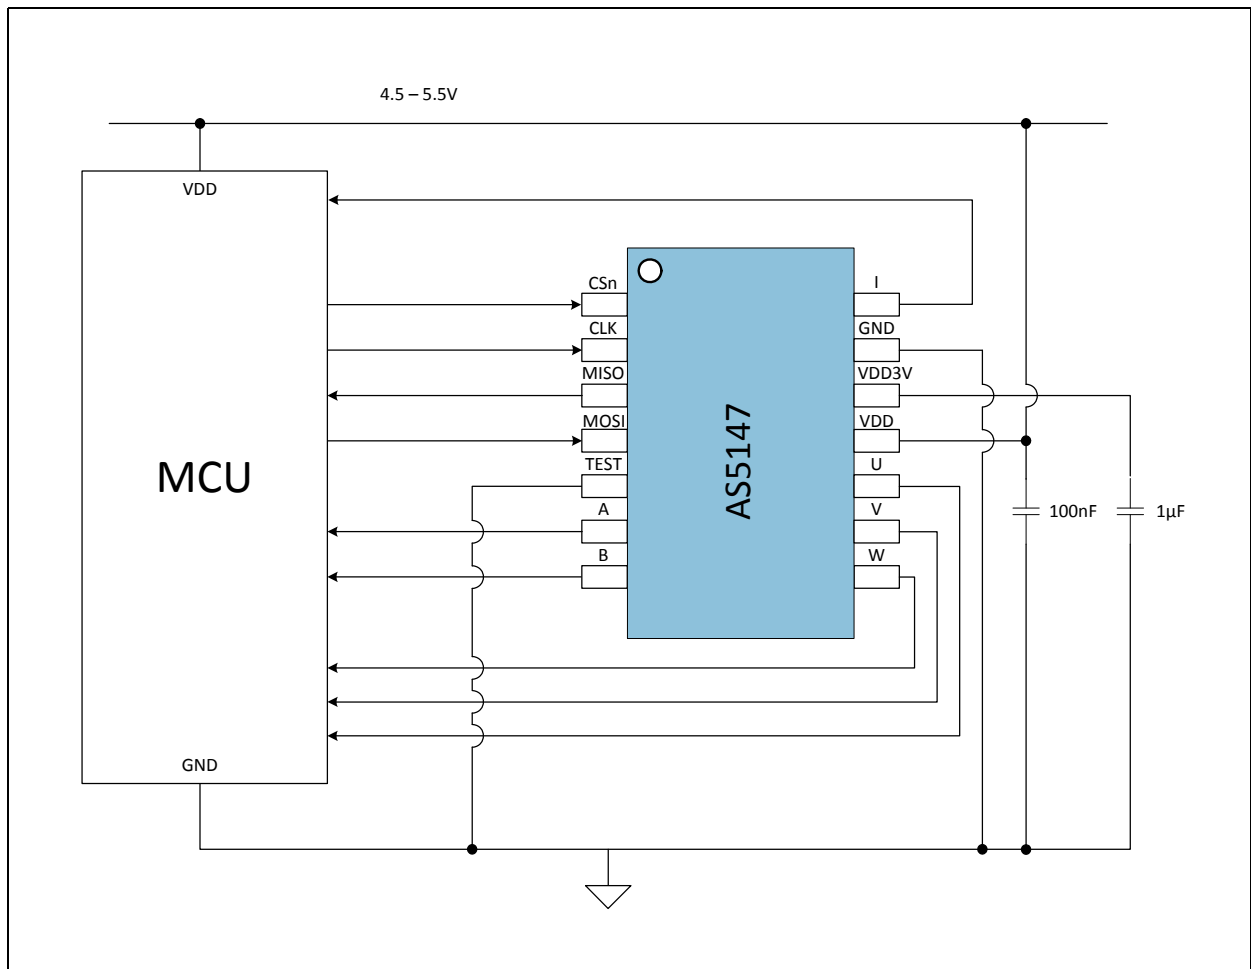 4.5 – 5.5V
VDD
MCU
GND
CSn
CLK
MISO
MOSI
TEST
A
B
AS5147
I
GND
VDD3V
VDD
U
V
W
100nF
1µF